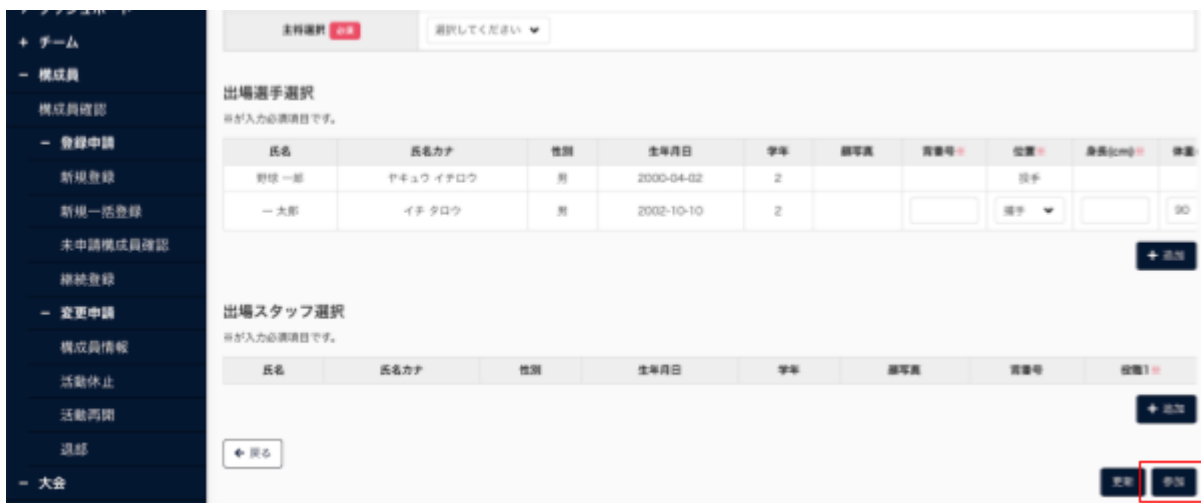 + チーム
主将選択 必須 選択してください
− 構成員
構成員確認
出場選手選択
※が入力必須項目です。
− 登録申請
氏名 氏名カナ 性別 生年月日 学年 顔写真 背番号※ 位置※ 身長(cm)※ 体重
新規登録
野球 一郎 ヤキュウ イチロウ 男 2000-04-02 2 投手
新規一括登録
一 太郎 イチ タロウ 男 2002-10-10 2 捕手 90
未申請構成員確認
+ 追加
継続登録
− 変更申請
出場スタッフ選択
※が入力必須項目です。
構成員情報
氏名 氏名カナ 性別 生年月日 学年 顔写真 背番号 役職1※
活動休止
活動再開
+ 追加
退部
戻る
− 大会
更新 参加